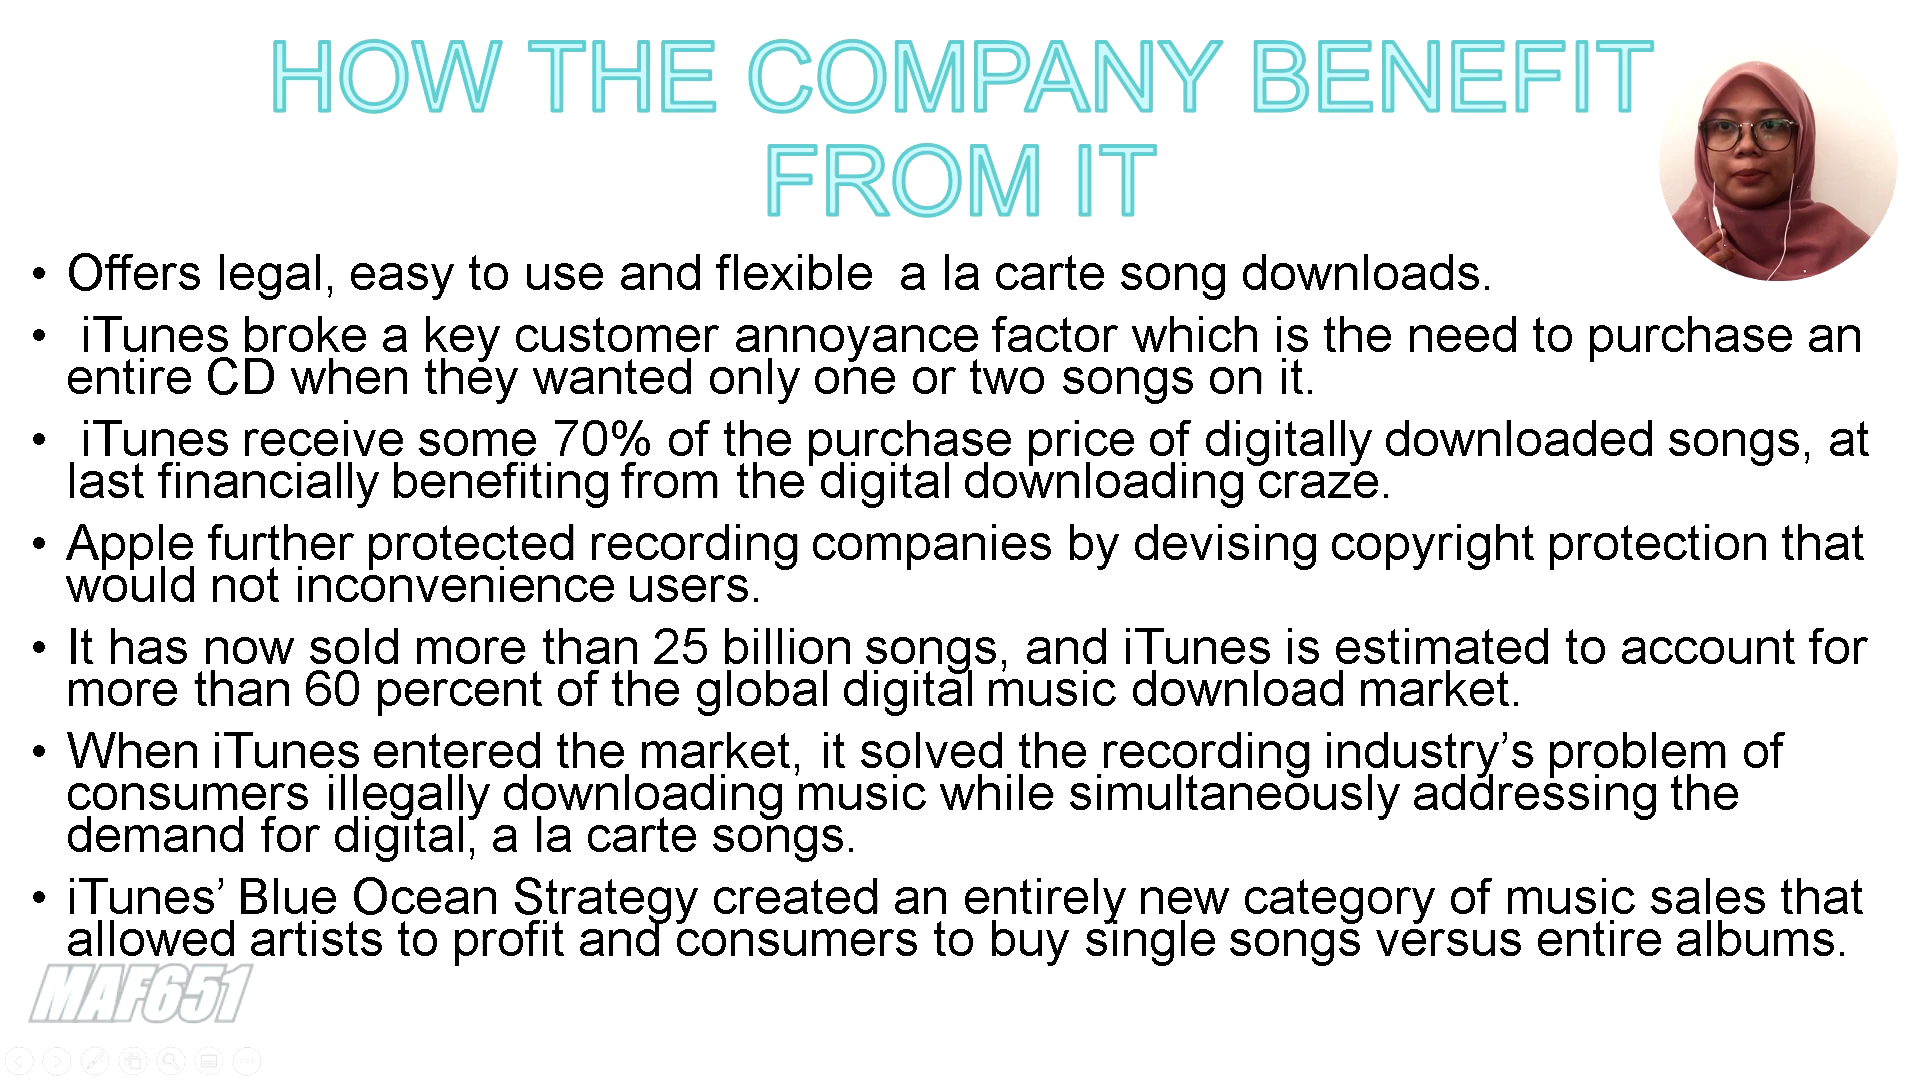 HOW THE COMPANY BENEFIT
FROM IT
• Offers legal, easy to use and flexible  a la carte song downloads.
•  iTunes broke a key customer annoyance factor which is the need to purchase an
entire CD when they wanted only one or two songs on it.
•  iTunes receive some 70% of the purchase price of digitally downloaded songs, at
last financially benefiting from the digital downloading craze.
• Apple further protected recording companies by devising copyright protection that
would not inconvenience users.
• It has now sold more than 25 billion songs, and iTunes is estimated to account for
more than 60 percent of the global digital music download market.
• When iTunes entered the market, it solved the recording industry’s problem of
consumers illegally downloading music while simultaneously addressing the
demand for digital, a la carte songs.
• iTunes’ Blue Ocean Strategy created an entirely new category of music sales that
allowed artists to profit and consumers to buy single songs versus entire albums.
MAF651